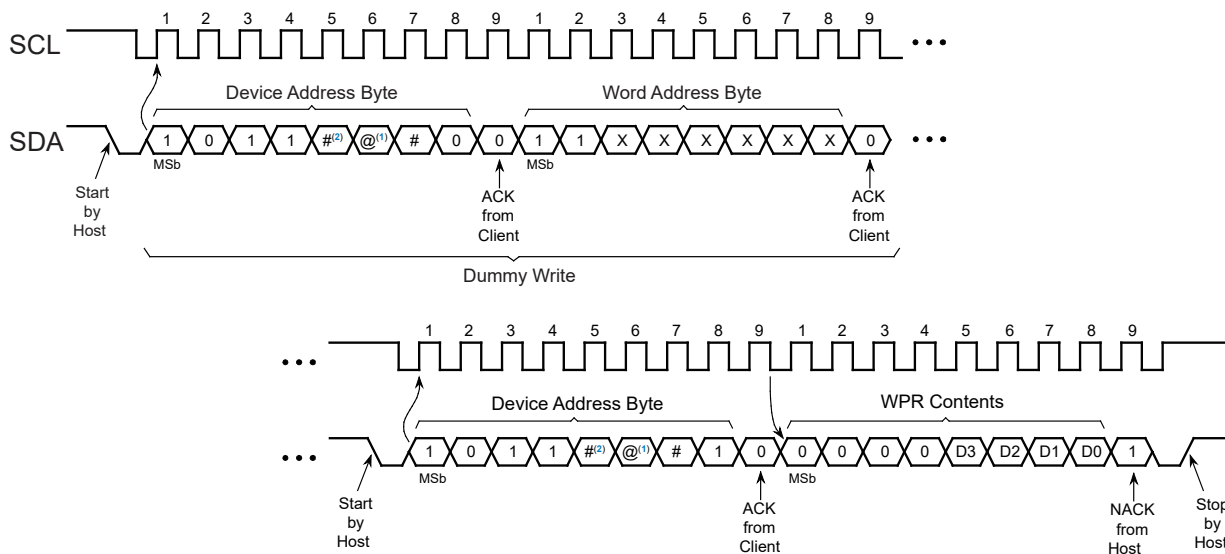 1 2 3 4 5 6 7 8 9 1 2 3 4 5 6 7 8 9
SCL
Device Address Byte Word Address Byte
SDA 1 0 1 1 #(2) @(1) # 0 0 1 1 X X X X X X 0
MSb MSb
Start
by
Host
ACK
from
Client
ACK
from
Client
Dummy Write
1 2 3 4 5 6 7 8 9 1 2 3 4 5 6 7 8 9
Device Address Byte WPR Contents
1 0 1 1 #(2) @(1) # 1 0 0 0 0 0 D3 D2 D1 D0 1
MSb MSb
Start
by
Host
ACK
from
Client
NACK
from
Host
Stop
by
Host